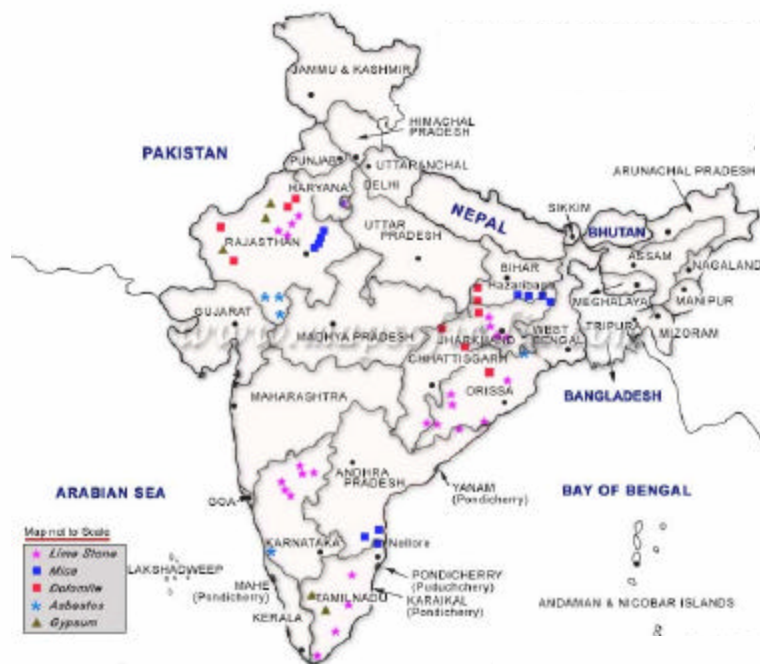 JAMMU & KASHMIR
HIMACHAL
PRADESH
PAKISTAN
PUNJAB
UTTARANCHAL
HARYANA
DELHI
ARUNACHAL PRADESH
SIKKIM
NEPAL
BHUTAN
UTTAR
PRADESH
RAJASTHAN
ASSAM
NAGALAND
BIHAR
Hazaribagh
MEGHALAYA
MANIPUR
GUJARAT
MADHYA PRADESH
JHARKHAND
WEST
BENGAL
TRIPURA
MIZORAM
CHHATTISGARH
ORISSA
BANGLADESH
MAHARASHTRA
ANDHRA
PRADESH
YANAM
(Pondicherry)
ARABIAN SEA
GOA
BAY OF BENGAL
Map not to Scale
Lime Stone
Mica
Dolomite
Asbestos
Gypsum
KARNATAKA
Nellore
LAKSHADWEEP
MAHE
(Pondicherry)
PONDICHERRY
(Puduchcherry)
TAMILNADU
KARAIKAL
(Pondicherry)
KERALA
ANDAMAN & NICOBAR ISLANDS